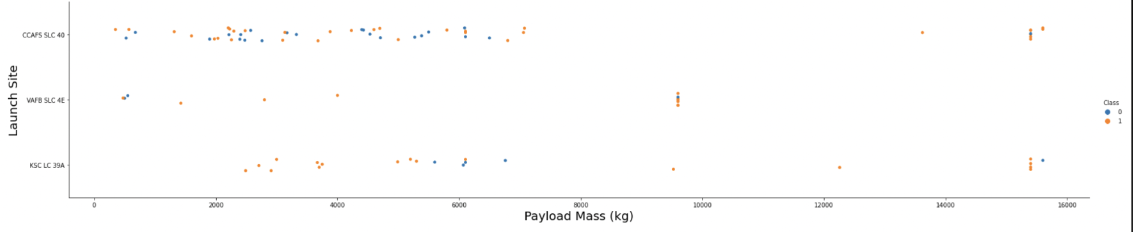 CCAFS SLC 40
VAFB SLC 4E
KSC LC 39A
Launch Site
Class
0
1
0 2000 4000 6000 8000 10000 12000 14000 16000
Payload Mass (kg)